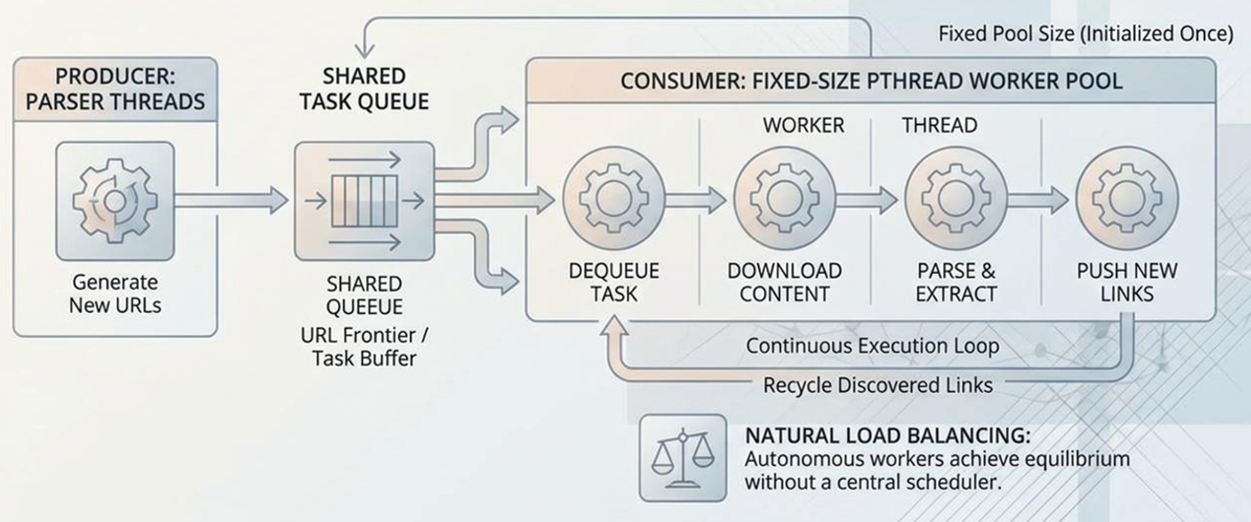 Fixed Pool Size (Initialized Once)
PRODUCER:
PARSER THREADS
Generate
New URLs
SHARED
TASK QUEUE
SHARED
QUEEUE
URL Frontier /
Task Buffer
CONSUMER: FIXED-SIZE PTHREAD WORKER POOL
WORKER THREAD
DEQUEUE
TASK
DOWNLOAD
CONTENT
PARSE &
EXTRACT
PUSH NEW
LINKS
Continuous Execution Loop
Recycle Discovered Links
NATURAL LOAD BALANCING:
Autonomous workers achieve equilibrium
without a central scheduler.